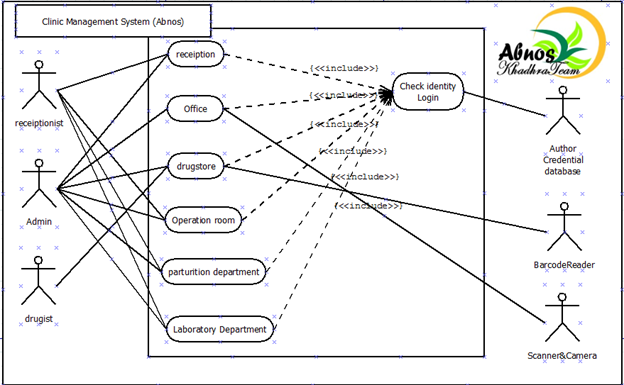 Clinic Management System (Abnos)
Abnos
KhadhraTeam
receiption
{<<include>>}
Check identity
Login
receiptionist
Office
{<<include>>}
{<<include>>}
Author
Credential
database
drugstore
{<<include>>}
{<<include>>}
Admin
Operation room
{<<include>>}
BarcodeReader
parturition department
drugist
Laboratory Department
Scanner&Camera